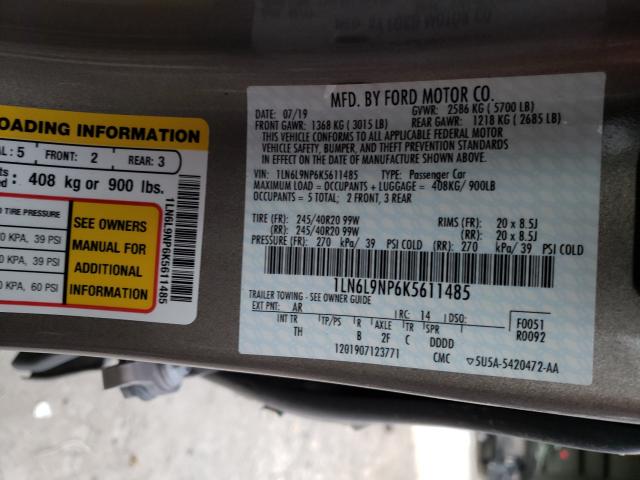 OADING INFORMATION
AL: 5 FRONT: 2 REAR: 3
408 kg or 900 lbs.
TIRE PRESSURE
KPA, 39 PSI
KPA, 39 PSI
KPA, 60 PSI
SEE OWNERS
MANUAL FOR
ADDITIONAL
INFORMATION
1LN6L9NP6K5611485
MFD. BY FORD MOTOR CO.
DATE: 07/19 GVWR: 2586 KG ( 5700 LB)
FRONT GAWR: 1368 KG ( 3015 LB) REAR GAWR: 1218 KG ( 2685 LB)
THIS VEHICLE CONFORMS TO ALL APPLICABLE FEDERAL MOTOR
VEHICLE SAFETY, BUMPER, AND THEFT PREVENTION STANDARDS
IN EFFECT ON THE DATE OF MANUFACTURE SHOWN ABOVE.
VIN: 1LN6L9NP6K5611485 TYPE: Passenger Car
MAXIMUM LOAD = OCCUPANTS + LUGGAGE = 408KG/ 900LB
OCCUPANTS = 5 TOTAL: 2 FRONT, 3 REAR
TIRE (FR): 245/40R20 99W RIMS (FR): 20 x 8.5J
(RR): 245/40R20 99W (RR): 20 x 8.5J
PRESSURE (FR): 270 kPa/ 39 PSI COLD (RR): 270 kPa/ 39 PSI COLD
1LN6L9NP6K5611485
TRAILER TOWING - SEE OWNER GUIDE
EXT PNT: AR RC: 14 DSO: F0051
INT TR TP/PS R AXLE TR SPR R0092
TH B 2F C DDDD
1201907123771 CMC ▽5U5A-5420472-AA